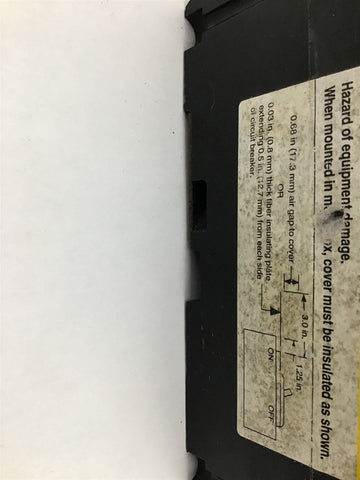 Hazard of equipment damage.
When mounted in m ox, cover must be insulated as shown.
0.68 in (17.3 mm) air gap to cover
OR
0.03 in. (0.8 mm) thick fiber insulating plate
extending 0.5 in. (12.7 mm) from each side
of circuit breaker.
3.0 in.
1.25 in.
ON
OFF